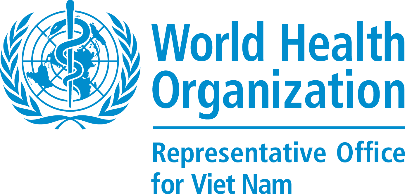 World Health
Organization
Representative Office
for Viet Nam